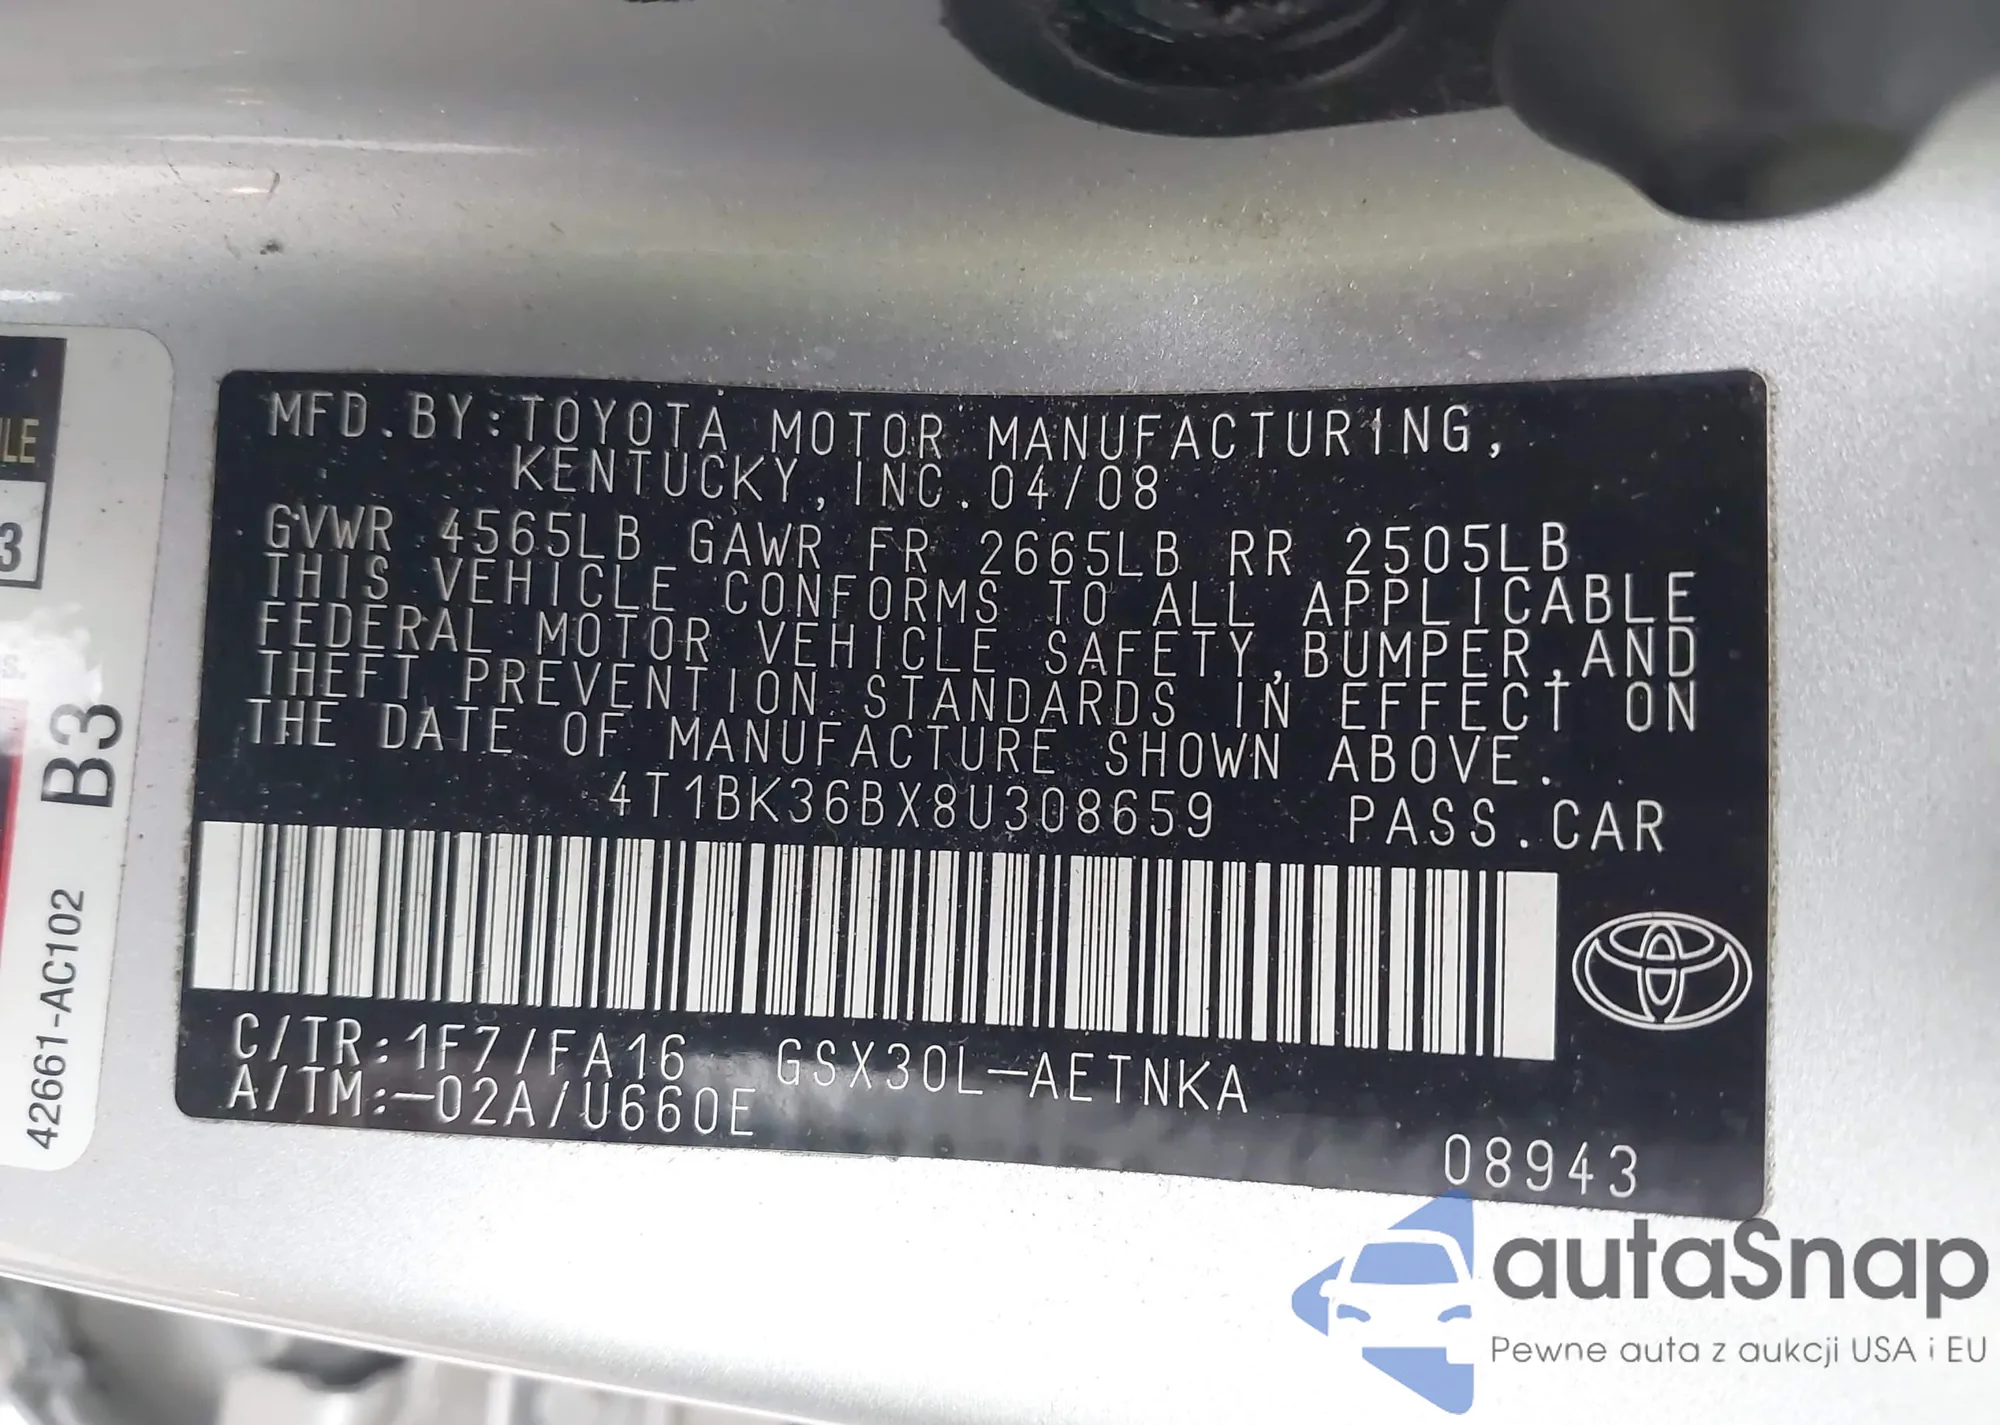 MFD.BY:TOYOTA MOTOR MANUFACTURING,
KENTUCKY, INC.04/08
GVWR 4565LB GAWR FR 2665LB RR 2505LB
THIS VEHICLE CONFORMS TO ALL APPLICABLE
FEDERAL MOTOR VEHICLE SAFETY,BUMPER,AND
THEFT PREVENTION STANDARDS IN EFFECT ON
THE DATE OF MANUFACTURE SHOWN ABOVE.
4T1BK36BX8U308659 PASS.CAR
C/TR:1F7/FA16 GSX30L-AETNKA
A/TM:-02A/U660E
08943
B3
42661-AC102
3
autaSnap
Pewne auta z aukcji USA i EU